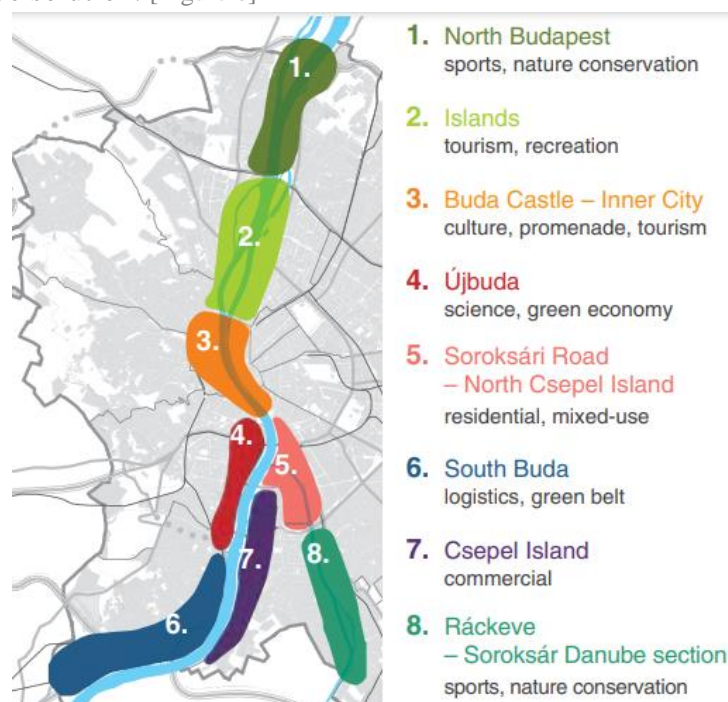 1.
2.
3.
4.
5.
6.
7.
8.
1. North Budapest
sports, nature conservation
2. Islands
tourism, recreation
3. Buda Castle – Inner City
culture, promenade, tourism
4. Újbuda
science, green economy
5. Soroksári Road
– North Csepel Island
residential, mixed-use
6. South Buda
logistics, green belt
7. Csepel Island
commercial
8. Ráckeve
– Soroksár Danube section
sports, nature conservation